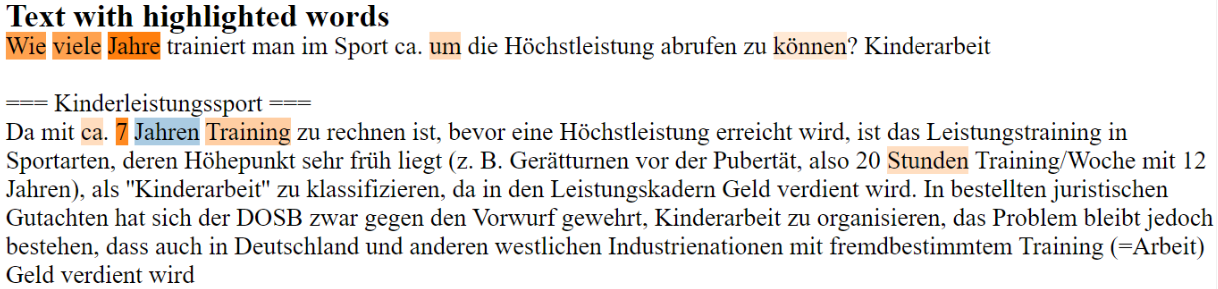 Text with highlighted words
Wie viele Jahre trainiert man im Sport ca. um die Höchstleistung abrufen zu können? Kinderarbeit
=== Kinderleistungssport ===
Da mit ca. 7 Jahren Training zu rechnen ist, bevor eine Höchstleistung erreicht wird, ist das Leistungstraining in
Sportarten, deren Höhepunkt sehr früh liegt (z. B. Gerätturnen vor der Pubertät, also 20 Stunden Training/Woche mit 12
Jahren), als "Kinderarbeit" zu klassifizieren, da in den Leistungskadern Geld verdient wird. In bestellten juristischen
Gutachten hat sich der DOSB zwar gegen den Vorwurf gewehrt, Kinderarbeit zu organisieren, das Problem bleibt jedoch
bestehen, dass auch in Deutschland und anderen westlichen Industrienationen mit fremdbestimmtem Training (=Arbeit)
Geld verdient wird